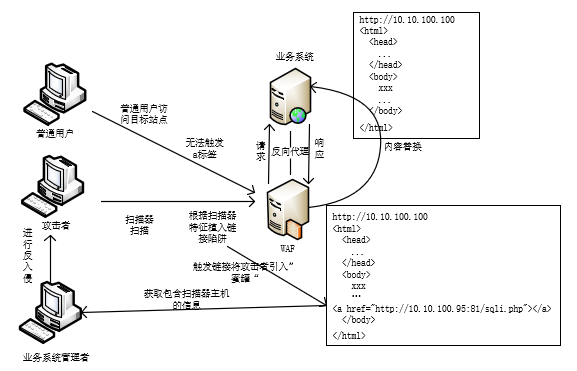 业务系统
http://10.10.100.100
<html>
<head>
...
</head>
<body>
xxx
...
</body>
</html>
普通用户
普通用户访
问目标站点
无法触发
a标签
请
求
反向代理
响
应
内容替换
攻击者
扫描器
扫描
根据扫描器
特征植入链
接陷阱
WAF
http://10.10.100.100
<html>
<head>
...
</head>
<body>
xxx
...
<a href="http://10.10.100.95:81/sqli.php"></a>
</body>
</html>
进
行
反
入
侵
触发链接将攻击者引入”
蜜罐“
获取包含扫描器主机
的信息
业务系统管理者